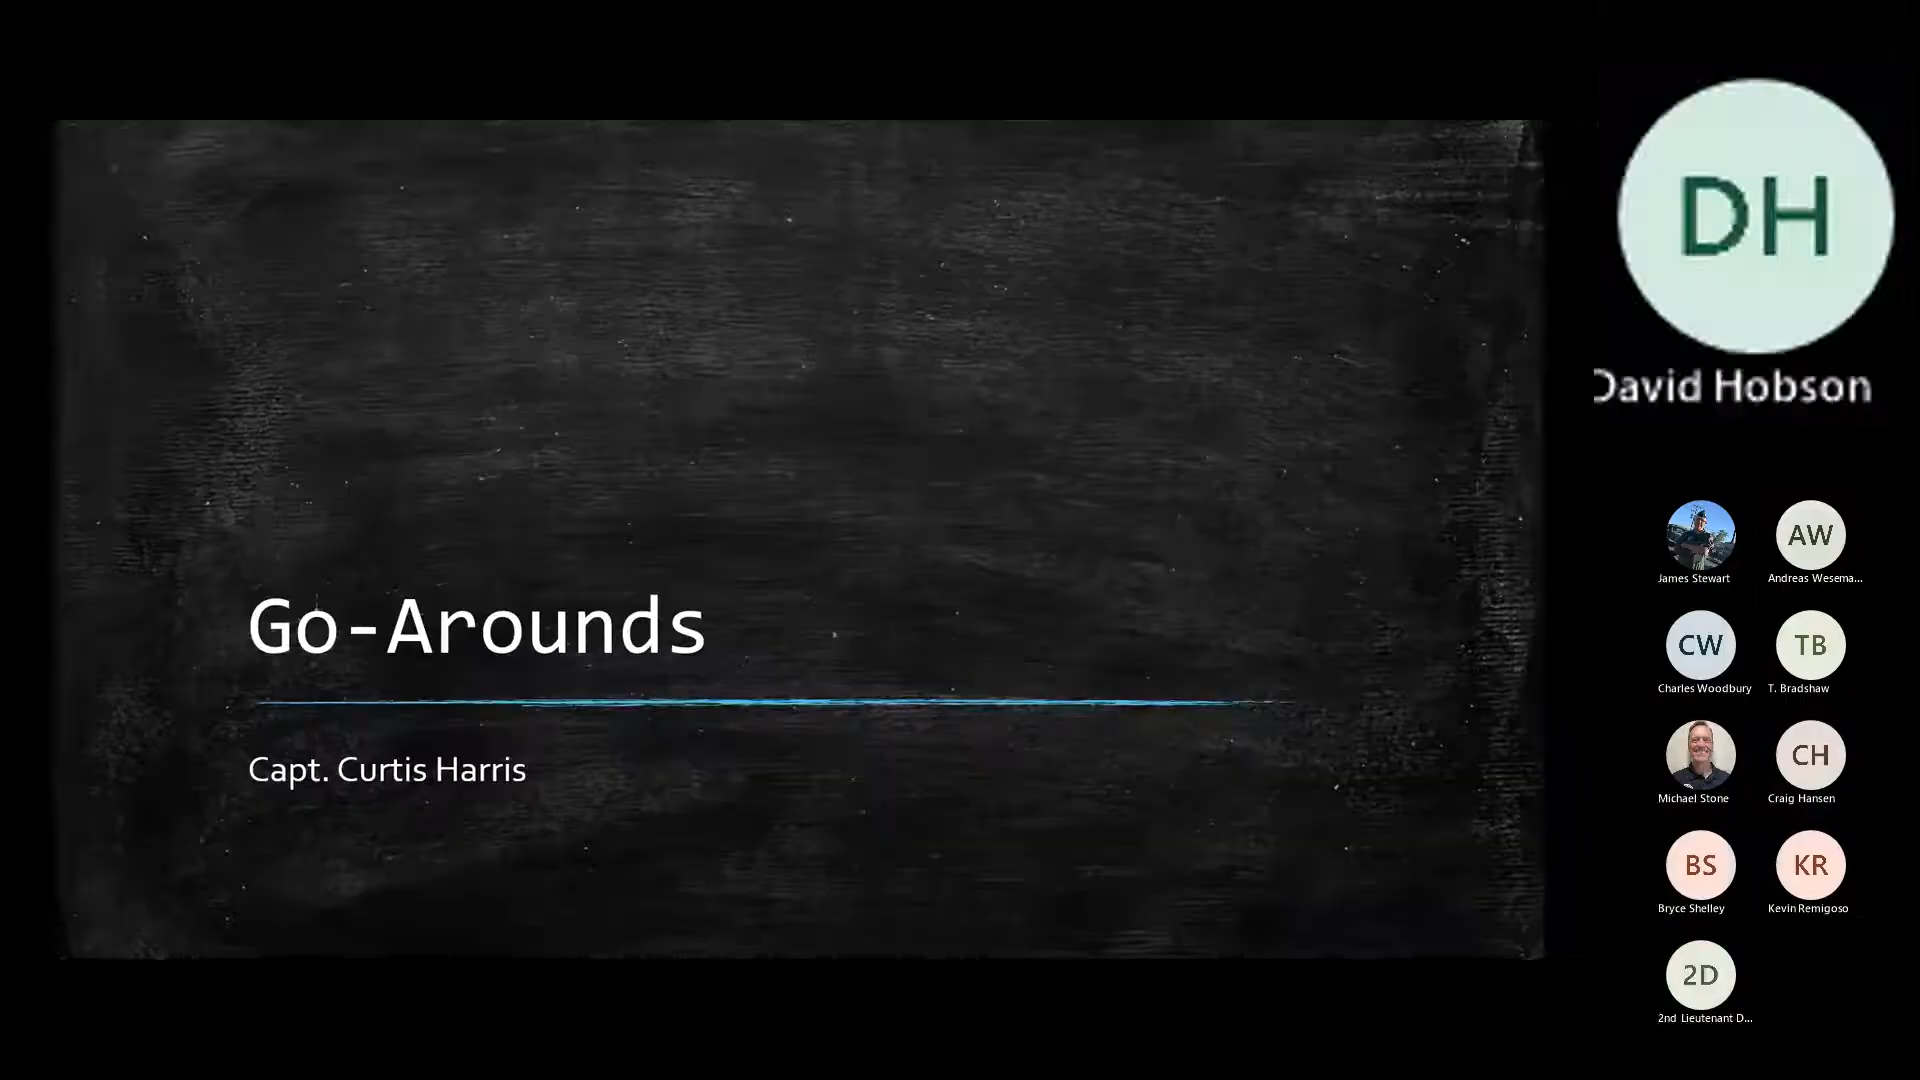 Go-Arounds
Capt. Curtis Harris
DH
David Hobson
James Stewart
AW
Andreas Wesema...
CW
Charles Woodbury
TB
T. Bradshaw
Michael Stone
CH
Craig Hansen
BS
Bryce Shelley
KR
Kevin Remigoso
2D
2nd Lieutenant D...